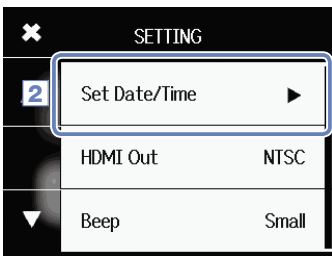 SETTING
2
Set Date/Time
HDMI Out NTSC
Beep Small